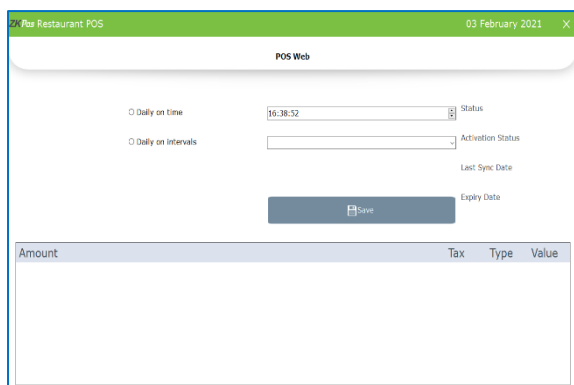 ZKPos Restaurant POS 03 February 2021 X
POS Web
Daily on time 16:38:52 Status
Daily on intervals Activation Status
Last Sync Date
Save Expiry Date
Amount Tax Type Value